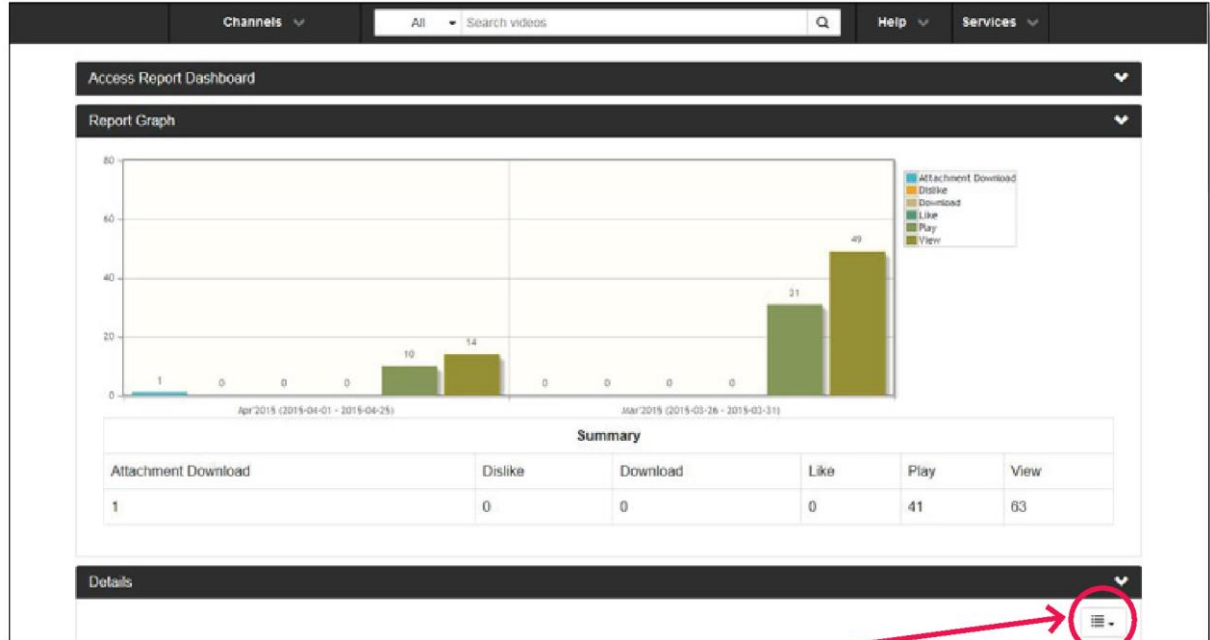 Channels All Search videos Help Services
Access Report Dashboard
Report Graph
80
60
40
20
0
1 0 0 0 10 14 0 0 0 0 31 49
Apr'2015 (2015-04-01 - 2015-04-25) Mar'2015 (2015-03-26 - 2015-03-31)
Attachment Download
Dislike
Download
Like
Play
View
Summary
Attachment Download Dislike Download Like Play View
1 0 0 0 41 63
Details